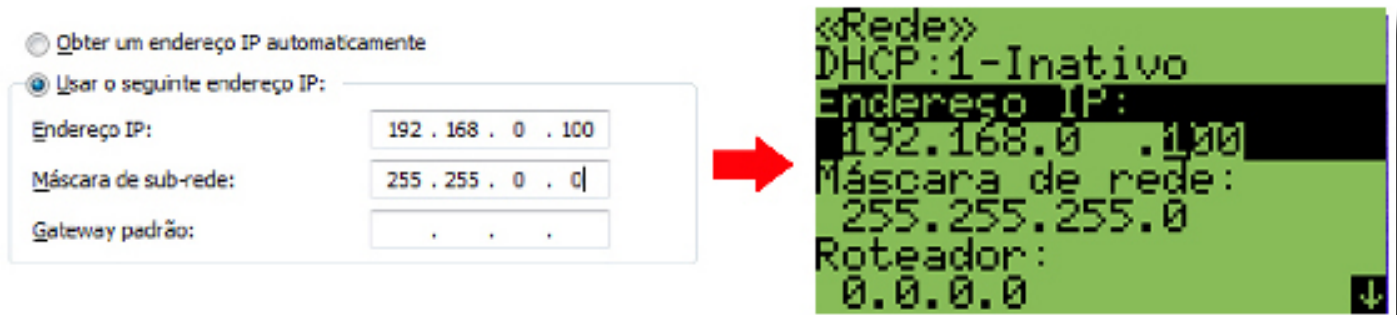 Obter um endereço IP automaticamente
Usar o seguinte endereço IP:
Endereço IP: 192 . 168 . 0 . 100
Máscara de sub-rede: 255 . 255 . 0 . 0
Gateway padrão: . . .
«Rede»
DHCP:1-Inativo
Endereço IP:
192.168.0 .100
Máscara de rede:
255.255.255.0
Roteador:
0.0.0.0